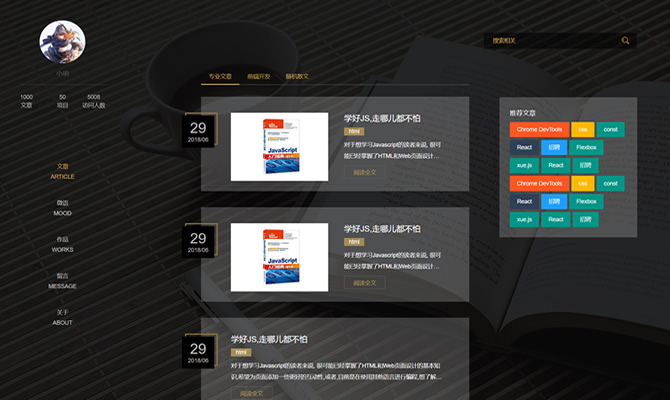 小明
1000
50
5008
文章
项目
访问人数
文章
ARTICLE
微语
MOOD
作品
WORKS
留言
MESSAGE
关于
ABOUT
专业文章
前端开发
随机散文
29
2018/06
JavaScript
学好JS,走哪儿都不怕
html
对于想学习Javascript的读者来说, 很可
能已经掌握了HTML和Web页面设计...
阅读全文
29
2018/06
JavaScript
学好JS,走哪儿都不怕
html
对于想学习Javascript的读者来说, 很可
能已经掌握了HTML和Web页面设计...
阅读全文
29
2018/06
学好JS,走哪儿都不怕
html
对于想学习Javascript的读者来说, 很可能已经掌握了HTML和Web页面设计的基本知
识,希望为页面添加一些更好的互动性,或者,目前是在使用其他语言进行编程,想了解...
阅读全文
搜索相关
推荐文章
Chrome DevTools css const
React 招聘 Flexbox
xue.js React 招聘
Chrome DevTools css const
React 招聘 Flexbox
xue.js React 招聘